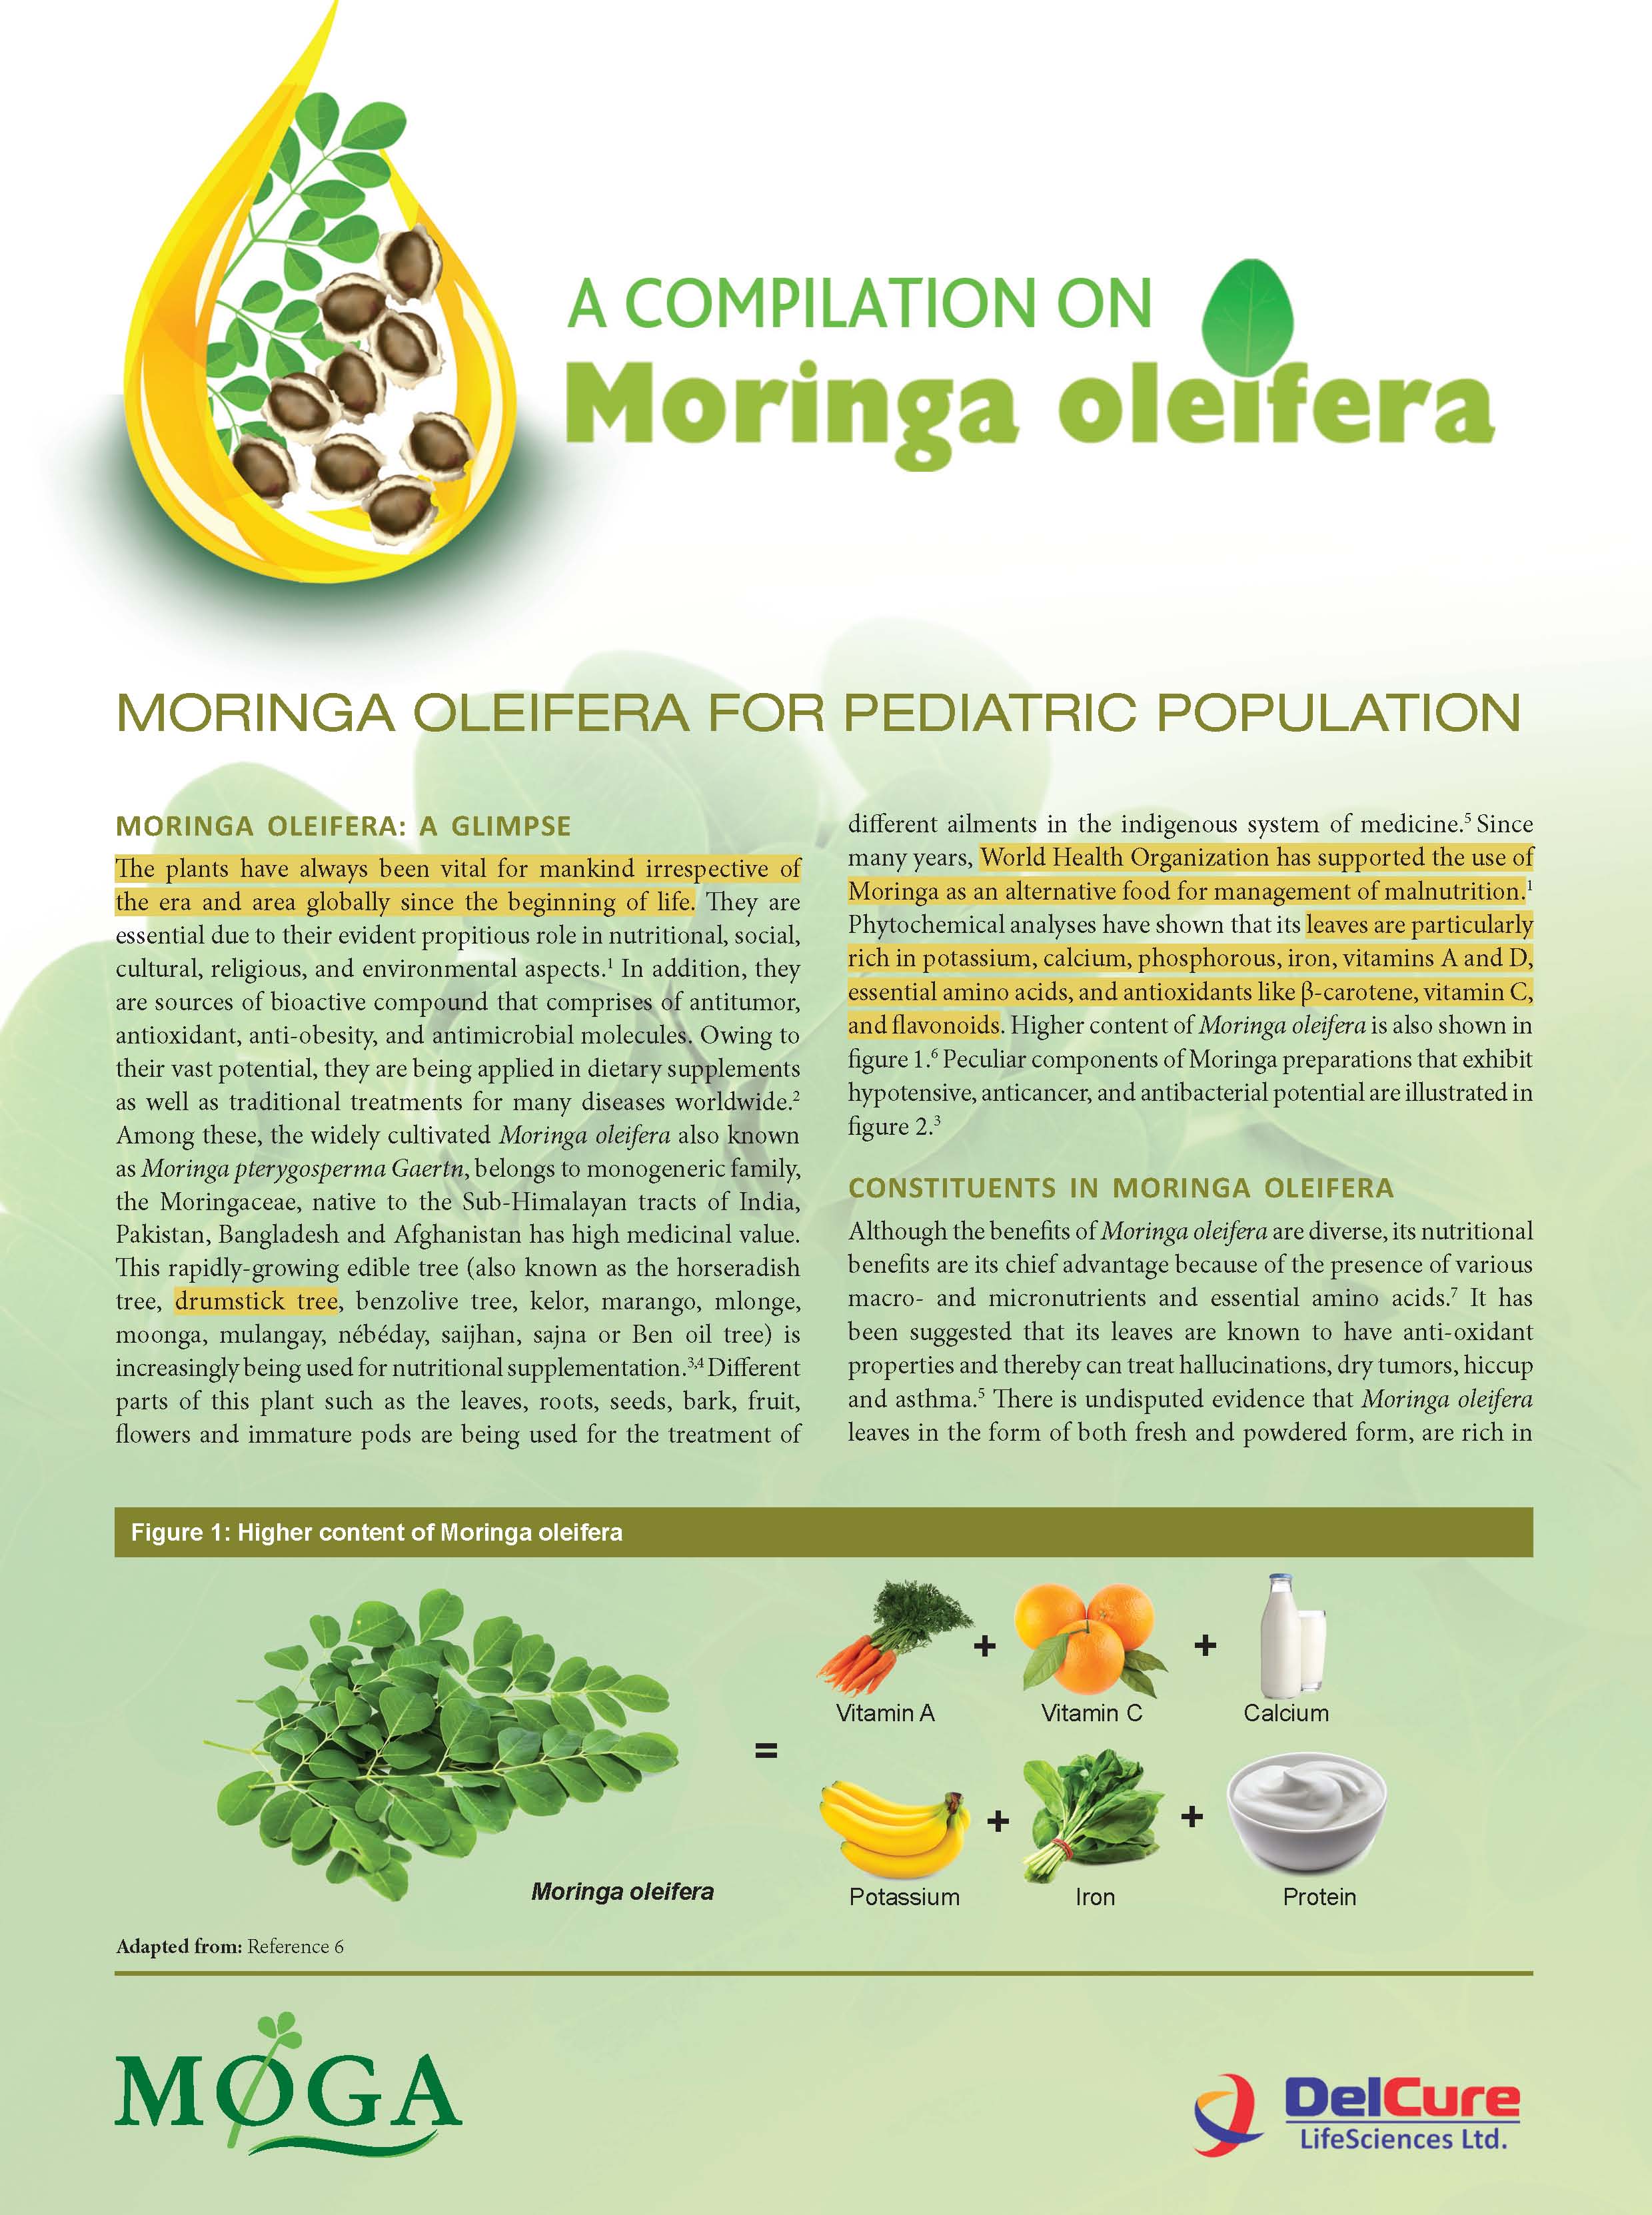 A COMPILATION ON
Moringa oleifera
MORINGA OLEIFERA FOR PEDIATRIC POPULATION
MORINGA OLEIFERA: A GLIMPSE
The plants have always been vital for mankind irrespective of
the era and area globally since the beginning of life. They are
essential due to their evident propitious role in nutritional, social,
cultural, religious, and environmental aspects.1 In addition, they
are sources of bioactive compound that comprises of antitumor,
antioxidant, anti-obesity, and antimicrobial molecules. Owing to
their vast potential, they are being applied in dietary supplements
as well as traditional treatments for many diseases worldwide.2
Among these, the widely cultivated Moringa oleifera also known
as Moringa pterygosperma Gaertn, belongs to monogeneric family,
the Moringaceae, native to the Sub-Himalayan tracts of India,
Pakistan, Bangladesh and Afghanistan has high medicinal value.
This rapidly-growing edible tree (also known as the horseradish
tree, drumstick tree, benzolive tree, kelor, marango, mlonge,
moonga, mulangay, nébéday, saijhan, sajna or Ben oil tree) is
increasingly being used for nutritional supplementation.3,4 Different
parts of this plant such as the leaves, roots, seeds, bark, fruit,
flowers and immature pods are being used for the treatment of
different ailments in the indigenous system of medicine.5 Since
many years, World Health Organization has supported the use of
Moringa as an alternative food for management of malnutrition.1
Phytochemical analyses have shown that its leaves are particularly
rich in potassium, calcium, phosphorous, iron, vitamins A and D,
essential amino acids, and antioxidants like β-carotene, vitamin C,
and flavonoids. Higher content of Moringa oleifera is also shown in
figure 1.6 Peculiar components of Moringa preparations that exhibit
hypotensive, anticancer, and antibacterial potential are illustrated in
figure 2.3
CONSTITUENTS IN MORINGA OLEIFERA
Although the benefits of Moringa oleifera are diverse, its nutritional
benefits are its chief advantage because of the presence of various
macro- and micronutrients and essential amino acids.7 It has
been suggested that its leaves are known to have anti-oxidant
properties and thereby can treat hallucinations, dry tumors, hiccup
and asthma.5 There is undisputed evidence that Moringa oleifera
leaves in the form of both fresh and powdered form, are rich in
Figure 1: Higher content of Moringa oleifera
+ +
Vitamin A Vitamin C Calcium
=
+ +
Moringa oleifera
Potassium Iron Protein
Adapted from: Reference 6
MOGA
DelCure
LifeSciences Ltd.